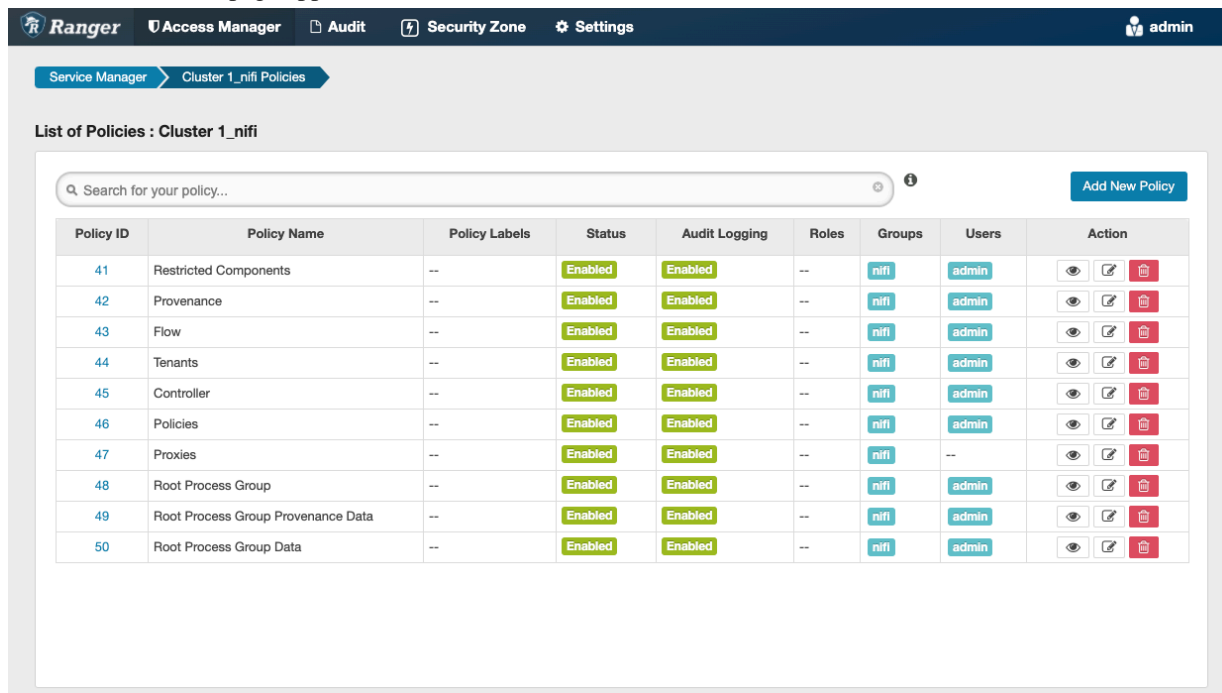 Ranger Access Manager Audit Security Zone Settings admin
Service Manager Cluster 1_nifi Policies
List of Policies : Cluster 1_nifi
Search for your policy... Add New Policy
Policy ID Policy Name Policy Labels Status Audit Logging Roles Groups Users Action
41 Restricted Components -- Enabled Enabled -- nifi admin
42 Provenance -- Enabled Enabled -- nifi admin
43 Flow -- Enabled Enabled -- nifi admin
44 Tenants -- Enabled Enabled -- nifi admin
45 Controller -- Enabled Enabled -- nifi admin
46 Policies -- Enabled Enabled -- nifi admin
47 Proxies -- Enabled Enabled -- nifi --
48 Root Process Group -- Enabled Enabled -- nifi admin
49 Root Process Group Provenance Data -- Enabled Enabled -- nifi admin
50 Root Process Group Data -- Enabled Enabled -- nifi admin